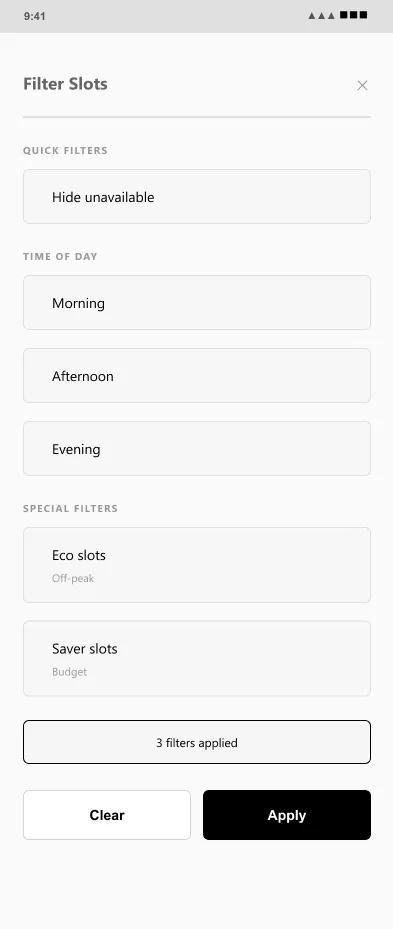 9:41
Filter Slots
QUICK FILTERS
Hide unavailable
TIME OF DAY
Morning
Afternoon
Evening
SPECIAL FILTERS
Eco slots
Off-peak
Saver slots
Budget
3 filters applied
Clear
Apply